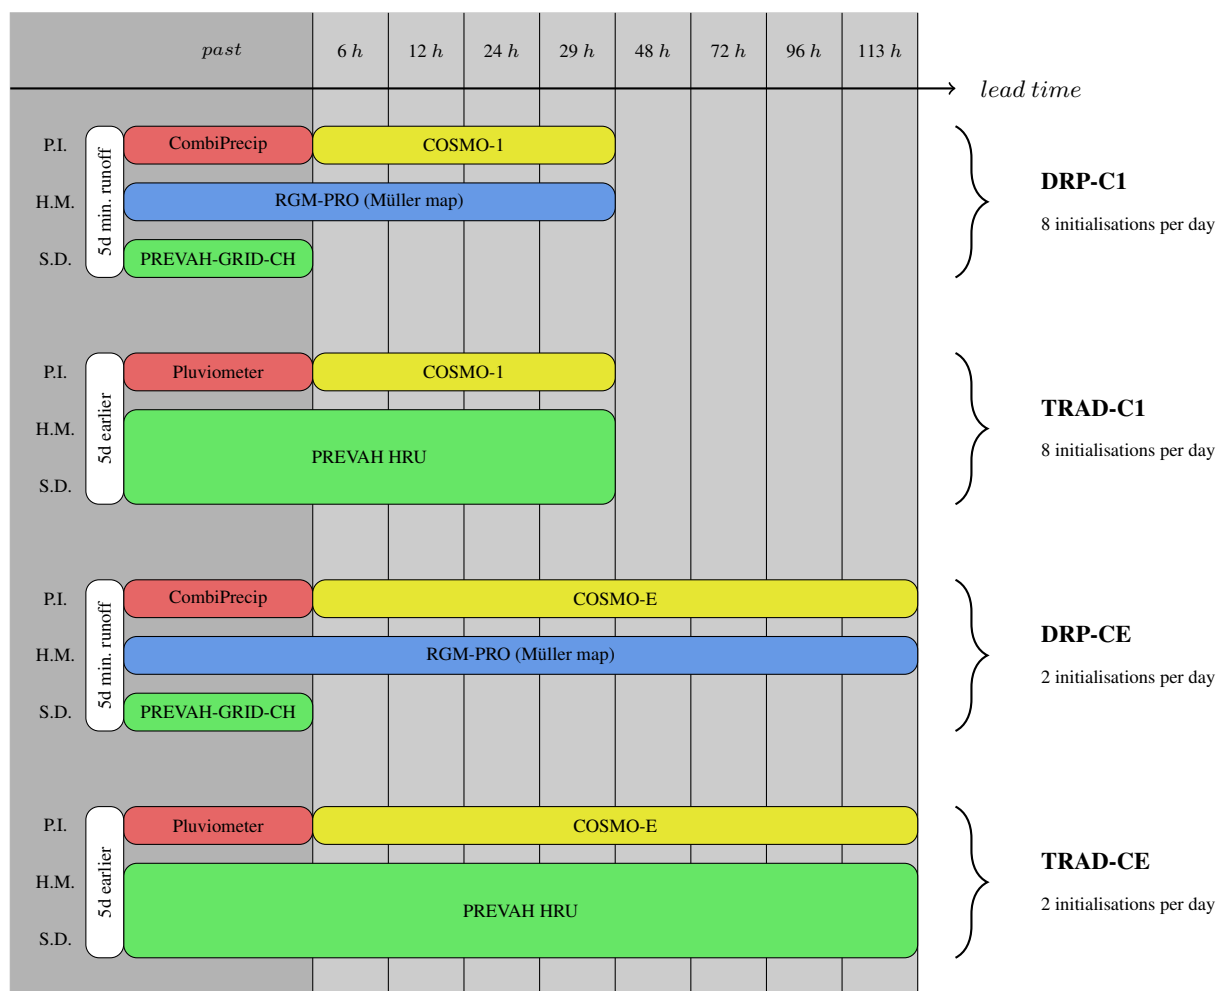 past 6 h 12 h 24 h 29 h 48 h 72 h 96 h 113 h
lead time
P.I. CombiPrecip COSMO-1
H.M. 5d min. runoff RGM-PRO (Müller map)
S.D. PREVAH-GRID-CH
DRP-C1
8 initialisations per day
P.I. Pluviometer COSMO-1
H.M. 5d earlier PREVAH HRU
S.D.
TRAD-C1
8 initialisations per day
P.I. CombiPrecip COSMO-E
H.M. 5d min. runoff RGM-PRO (Müller map)
S.D. PREVAH-GRID-CH
DRP-CE
2 initialisations per day
P.I. Pluviometer COSMO-E
H.M. 5d earlier PREVAH HRU
S.D.
TRAD-CE
2 initialisations per day